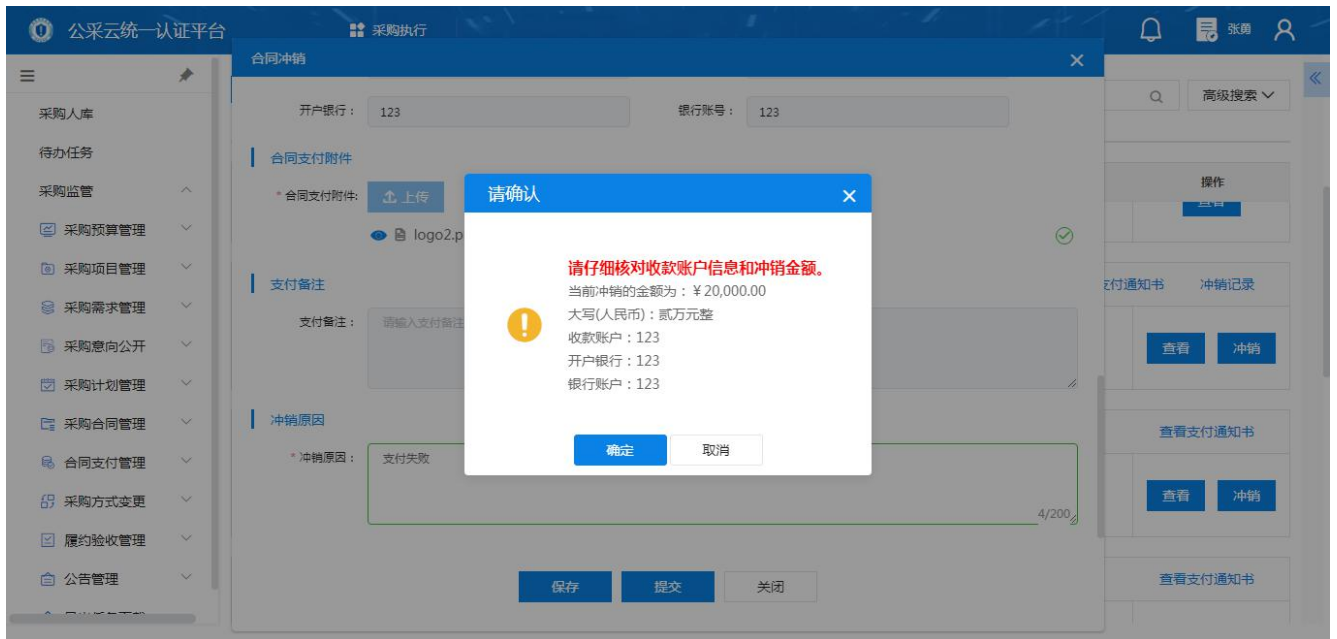 公采云统一认证平台
采购执行
张勇
合同冲销
采购人库
待办任务
采购监管
采购预算管理
采购项目管理
采购需求管理
采购意向公开
采购计划管理
采购合同管理
合同支付管理
采购方式变更
履约验收管理
公告管理
开户银行： 123
银行账号： 123
合同支付附件
* 合同支付附件: 上传
logo2.p
支付备注
支付备注： 请输入支付备注
冲销原因
* 冲销原因： 支付失败
4/200
保存 提交 关闭
请确认
请仔细核对收款账户信息和冲销金额。
当前冲销的金额为：￥20,000.00
大写(人民币)：贰万元整
收款账户：123
开户银行：123
银行账户：123
确定 取消
高级搜索
操作
查看
支付通知书 冲销记录
查看 冲销
查看支付通知书
查看 冲销
查看支付通知书